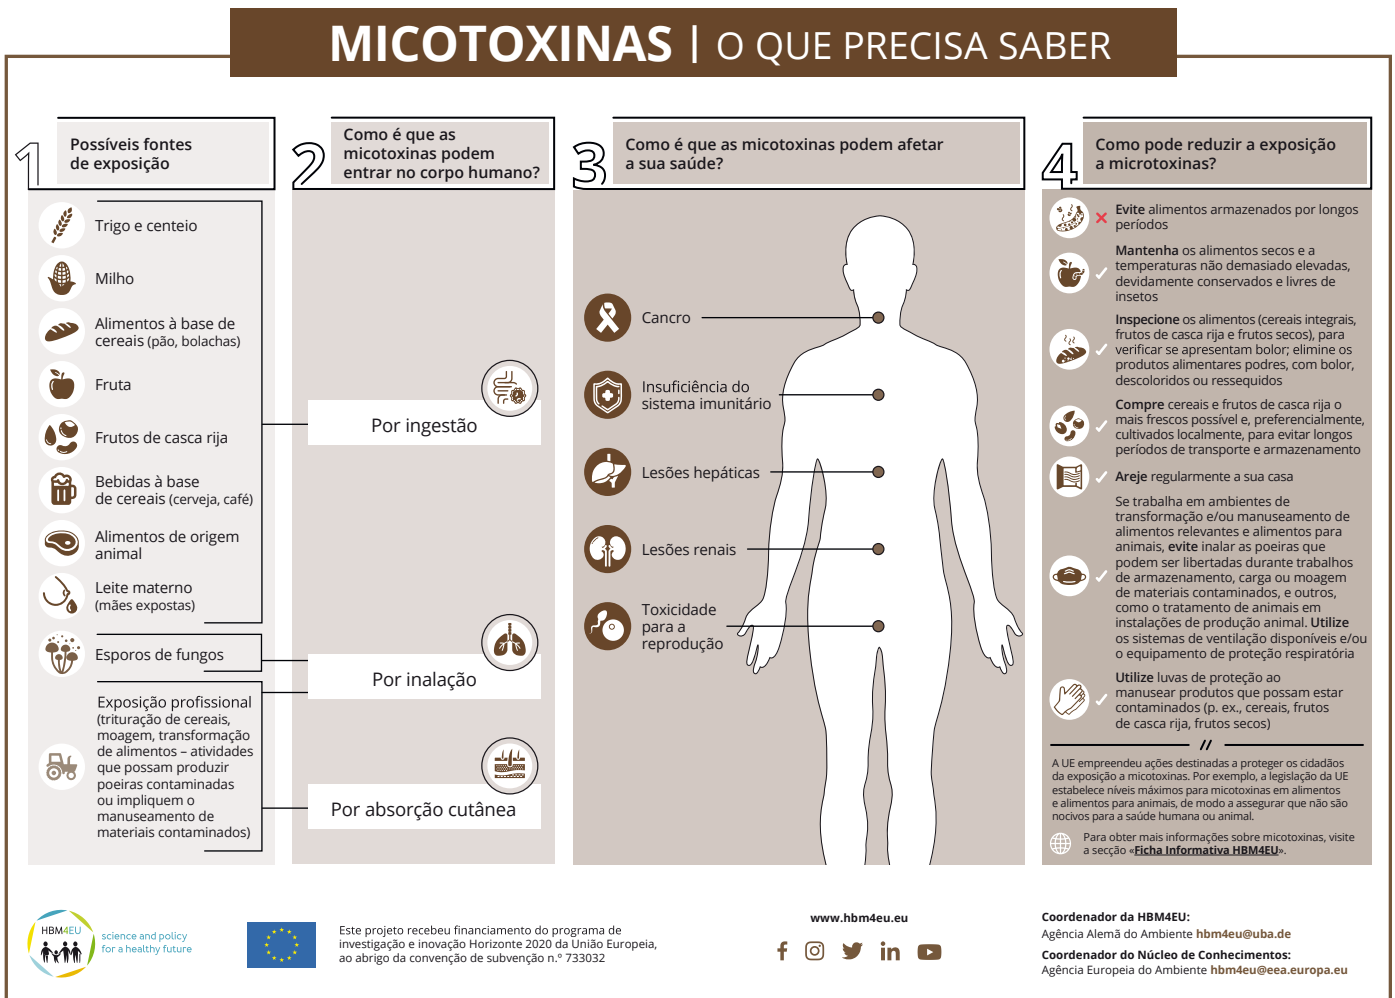 MICOTOXINAS | O QUE PRECISA SABER
1
Possíveis fontes
de exposição
Trigo e centeio
Milho
Alimentos à base de
cereais (pão, bolachas)
Fruta
Frutos de casca rija
Bebidas à base
de cereais (cerveja, café)
Alimentos de origem
animal
Leite materno
(mães expostas)
Esporos de fungos
Exposição profissional
(trituração de cereais,
moagem, transformação
de alimentos – atividades
que possam produzir
poeiras contaminadas
ou impliquem o
manuseamento de
materiais contaminados)
2
Como é que as
micotoxinas podem
entrar no corpo humano?
Por ingestão
Por inalação
Por absorção cutânea
3
Como é que as micotoxinas podem afetar
a sua saúde?
Cancro
Insuficiência do
sistema imunitário
Lesões hepáticas
Lesões renais
Toxicidade
para a
reprodução
4
Como pode reduzir a exposição
a microtoxinas?
Evite alimentos armazenados por longos
períodos
Mantenha os alimentos secos e a
temperaturas não demasiado elevadas,
devidamente conservados e livres de
insetos
Inspecione os alimentos (cereais integrais,
frutos de casca rija e frutos secos), para
verificar se apresentam bolor; elimine os
produtos alimentares podres, com bolor,
descoloridos ou ressequidos
Compre cereais e frutos de casca rija o
mais frescos possível e, preferencialmente,
cultivados localmente, para evitar longos
períodos de transporte e armazenamento
Areje regularmente a sua casa
Se trabalha em ambientes de
transformação e/ou manuseamento de
alimentos relevantes e alimentos para
animais, evite inalar as poeiras que
podem ser libertadas durante trabalhos
de armazenamento, carga ou moagem
de materiais contaminados, e outros,
como o tratamento de animais em
instalações de produção animal. Utilize
os sistemas de ventilação disponíveis e/ou
o equipamento de proteção respiratória
Utilize luvas de proteção ao
manusear produtos que possam estar
contaminados (p. ex., cereais, frutos
de casca rija, frutos secos)
//
A UE empreendeu ações destinadas a proteger os cidadãos
da exposição a micotoxinas. Por exemplo, a legislação da UE
estabelece níveis máximos para micotoxinas em alimentos
e alimentos para animais, de modo a assegurar que não são
nocivos para a saúde humana ou animal.
Para obter mais informações sobre micotoxinas, visite
a secção «Ficha Informativa HBM4EU».
HBM4EU
science and policy
for a healthy future
Este projeto recebeu financiamento do programa de
investigação e inovação Horizonte 2020 da União Europeia,
ao abrigo da convenção de subvenção n.º 733032
www.hbm4eu.eu
Coordenador da HBM4EU:
Agência Alemã do Ambiente hbm4eu@uba.de
Coordenador do Núcleo de Conhecimentos:
Agência Europeia do Ambiente hbm4eu@eea.europa.eu